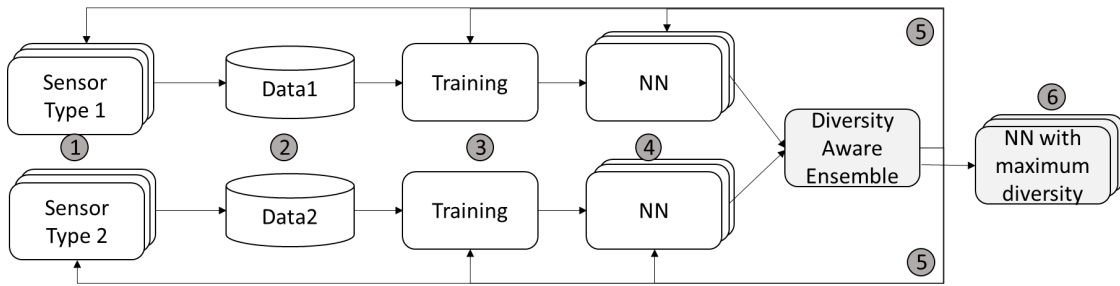 5
Sensor
Type 1
Data1
Training
NN
1
2
3
4
Diversity
Aware
Ensemble
6
NN with
maximum
diversity
Sensor
Type 2
Data2
Training
NN
5